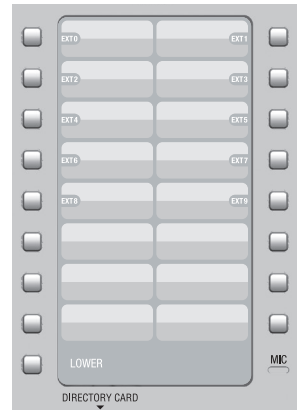 EXT0 EXT1
EXT2 EXT3
EXT4 EXT5
EXT6 EXT7
EXT8 EXT9
LOWER
MIC
DIRECTORY CARD